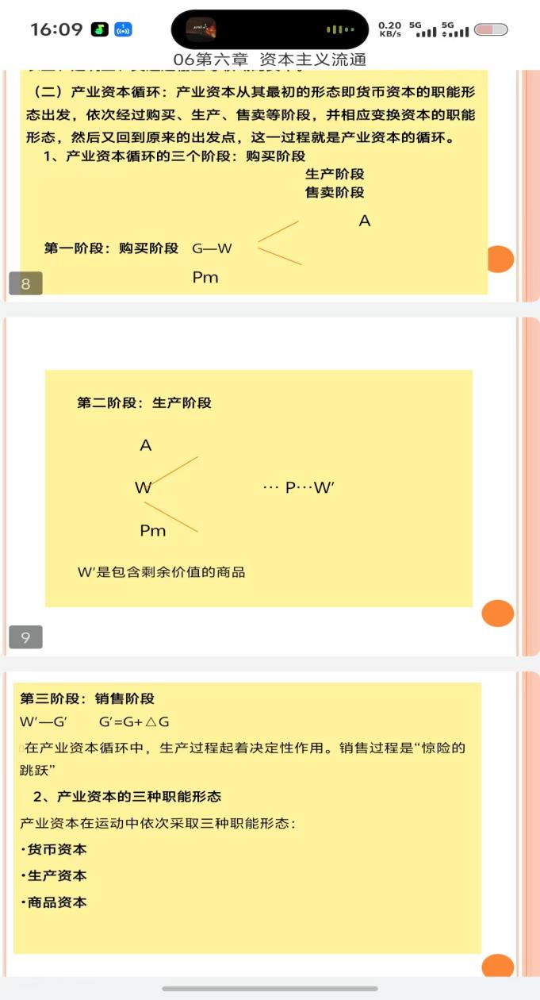 16:09
0.20
KB/s
5G
5G
06第六章 资本主义流通
（二）产业资本循环：产业资本从其最初的形态即货币资本的职能形
态出发，依次经过购买、生产、售卖等阶段，并相应变换资本的职能
形态，然后又回到原来的出发点，这一过程就是产业资本的循环。
1、产业资本循环的三个阶段：购买阶段
生产阶段
售卖阶段
A
第一阶段：购买阶段 G—W
Pm
8
第二阶段：生产阶段
A
W
… P…W′
Pm
W′是包含剩余价值的商品
9
第三阶段：销售阶段
W′—G′ G′=G+△G
在产业资本循环中，生产过程起着决定性作用。销售过程是“惊险的
跳跃”
2、产业资本的三种职能形态
产业资本在运动中依次采取三种职能形态：
·货币资本
·生产资本
·商品资本